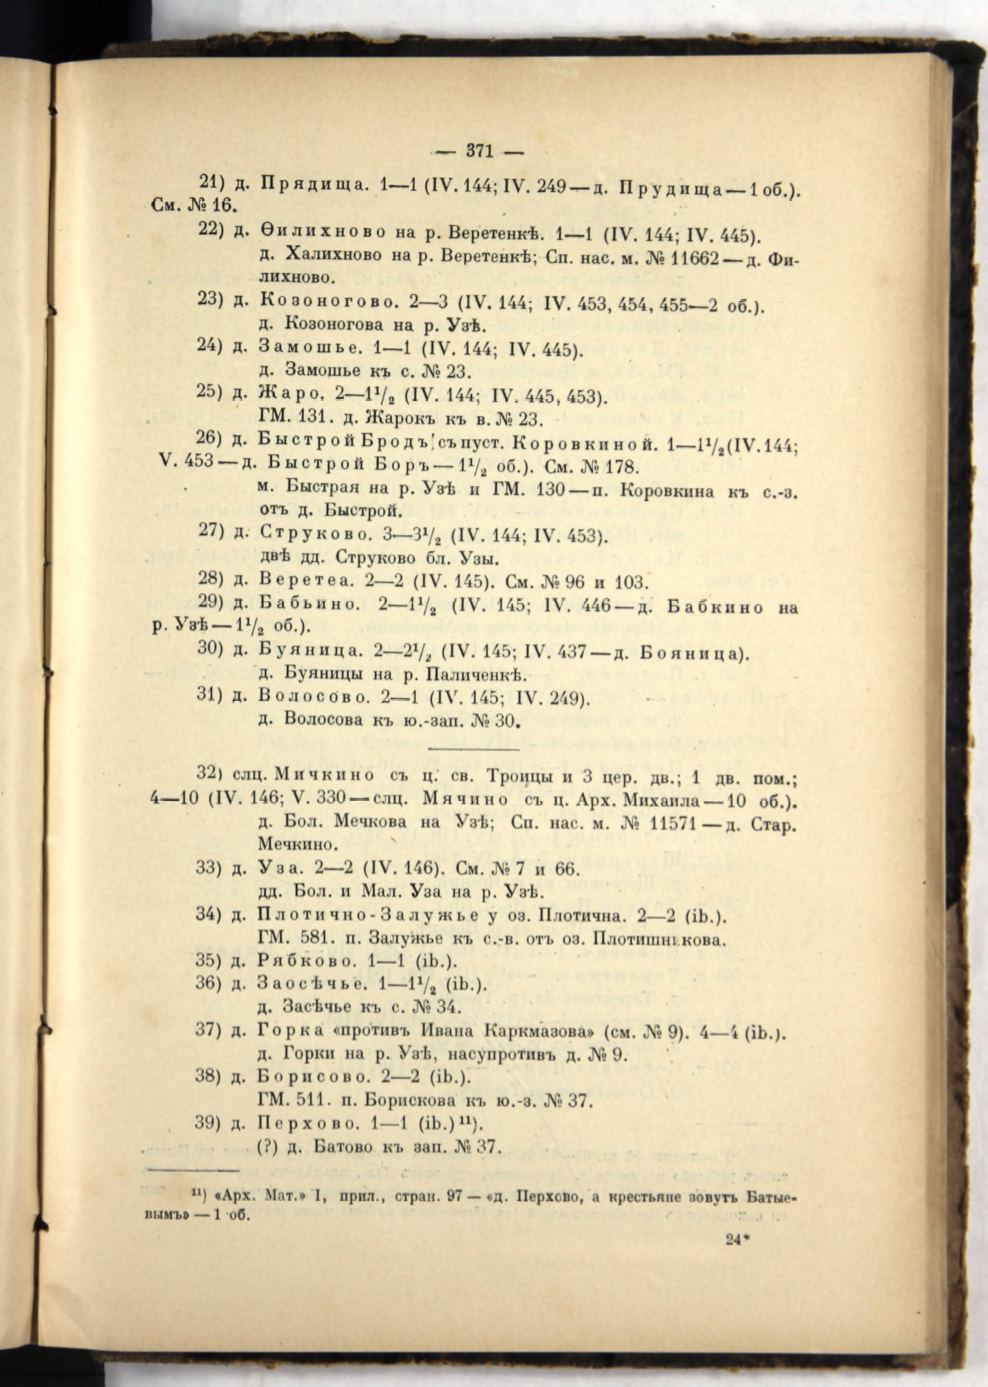 — 371 —
21) д. Прядища. 1—1 (IV. 144; IV. 249—д. Прудища—1 об.).
См. № 16.
22) д. Ѳилихново на р. Веретенкѣ. 1—1 (IV. 144; IV. 445).
д. Халихново на р. Веретенкѣ; Сп. нас. м. № 11662—д. Фи-
лихново.
23) д. Козоногово. 2—3 (IV. 144; IV. 453, 454, 455—2 об.).
д. Козоногова на р. Узѣ.
24) д. Замошье. 1—1 (IV. 144; IV. 445).
д. Замошье къ с. № 23.
25) д. Жаро. 2—1½ (IV. 144; IV. 445, 453).
ГМ. 131. д. Жарокъ къ в. № 23.
26) д. Быстрой Бродъ съ пуст. Коровкиной. 1—1½ (IV. 144;
V. 453—д. Быстрой Боръ—1½ об.). См. № 178.
м. Быстрая на р. Узѣ и ГМ. 130—п. Коровкина къ с.-з.
отъ д. Быстрой.
27) д. Струково. 3—3½ (IV. 144; IV. 453).
двѣ дд. Струково бл. Узы.
28) д. Веретеа. 2—2 (IV. 145). См. № 96 и 103.
29) д. Бабьино. 2—1½ (IV. 145; IV. 446—д. Бабкино на
р. Узѣ—1½ об.).
30) д. Буяница. 2—2½ (IV. 145; IV. 437—д. Бояница).
д. Буяницы на р. Паличенкѣ.
31) д. Волосово. 2—1 (IV. 145; IV. 249).
д. Волосова къ ю.-зап. № 30.
32) слц. Мичкино съ ц. св. Троицы и 3 цер. дв.; 1 дв. пом.;
4—10 (IV. 146; V. 330—слц. Мячино съ ц. Арх. Михаила—10 об.).
д. Бол. Мечкова на Узѣ; Сп. нас. м. № 11571—д. Стар.
Мечкино.
33) д. Уза. 2—2 (IV. 146). См. № 7 и 66.
дд. Бол. и Мал. Уза на р. Узѣ.
34) д. Плотично-Залужье у оз. Плотична. 2—2 (ib.).
ГМ. 581. п. Залужье къ с.-в. отъ оз. Плотишникова.
35) д. Рябково. 1—1 (ib.).
36) д. Заосѣчье. 1—1½ (ib.).
д. Засѣчье къ с. № 34.
37) д. Горка «противъ Ивана Каркмазова» (см. № 9). 4—4 (ib.).
д. Горки на р. Узѣ, насупротивъ д. № 9.
38) д. Борисово. 2—2 (ib.).
ГМ. 511. п. Борискова къ ю.-з. № 37.
39) д. Перхово. 1—1 (ib.)¹¹).
(?) д. Батово къ зап. № 37.
¹¹) «Арх. Мат.» I, прил., стран. 97—«д. Перхово, а крестьяне зовутъ Батые-
вымъ»—1 об.
24*